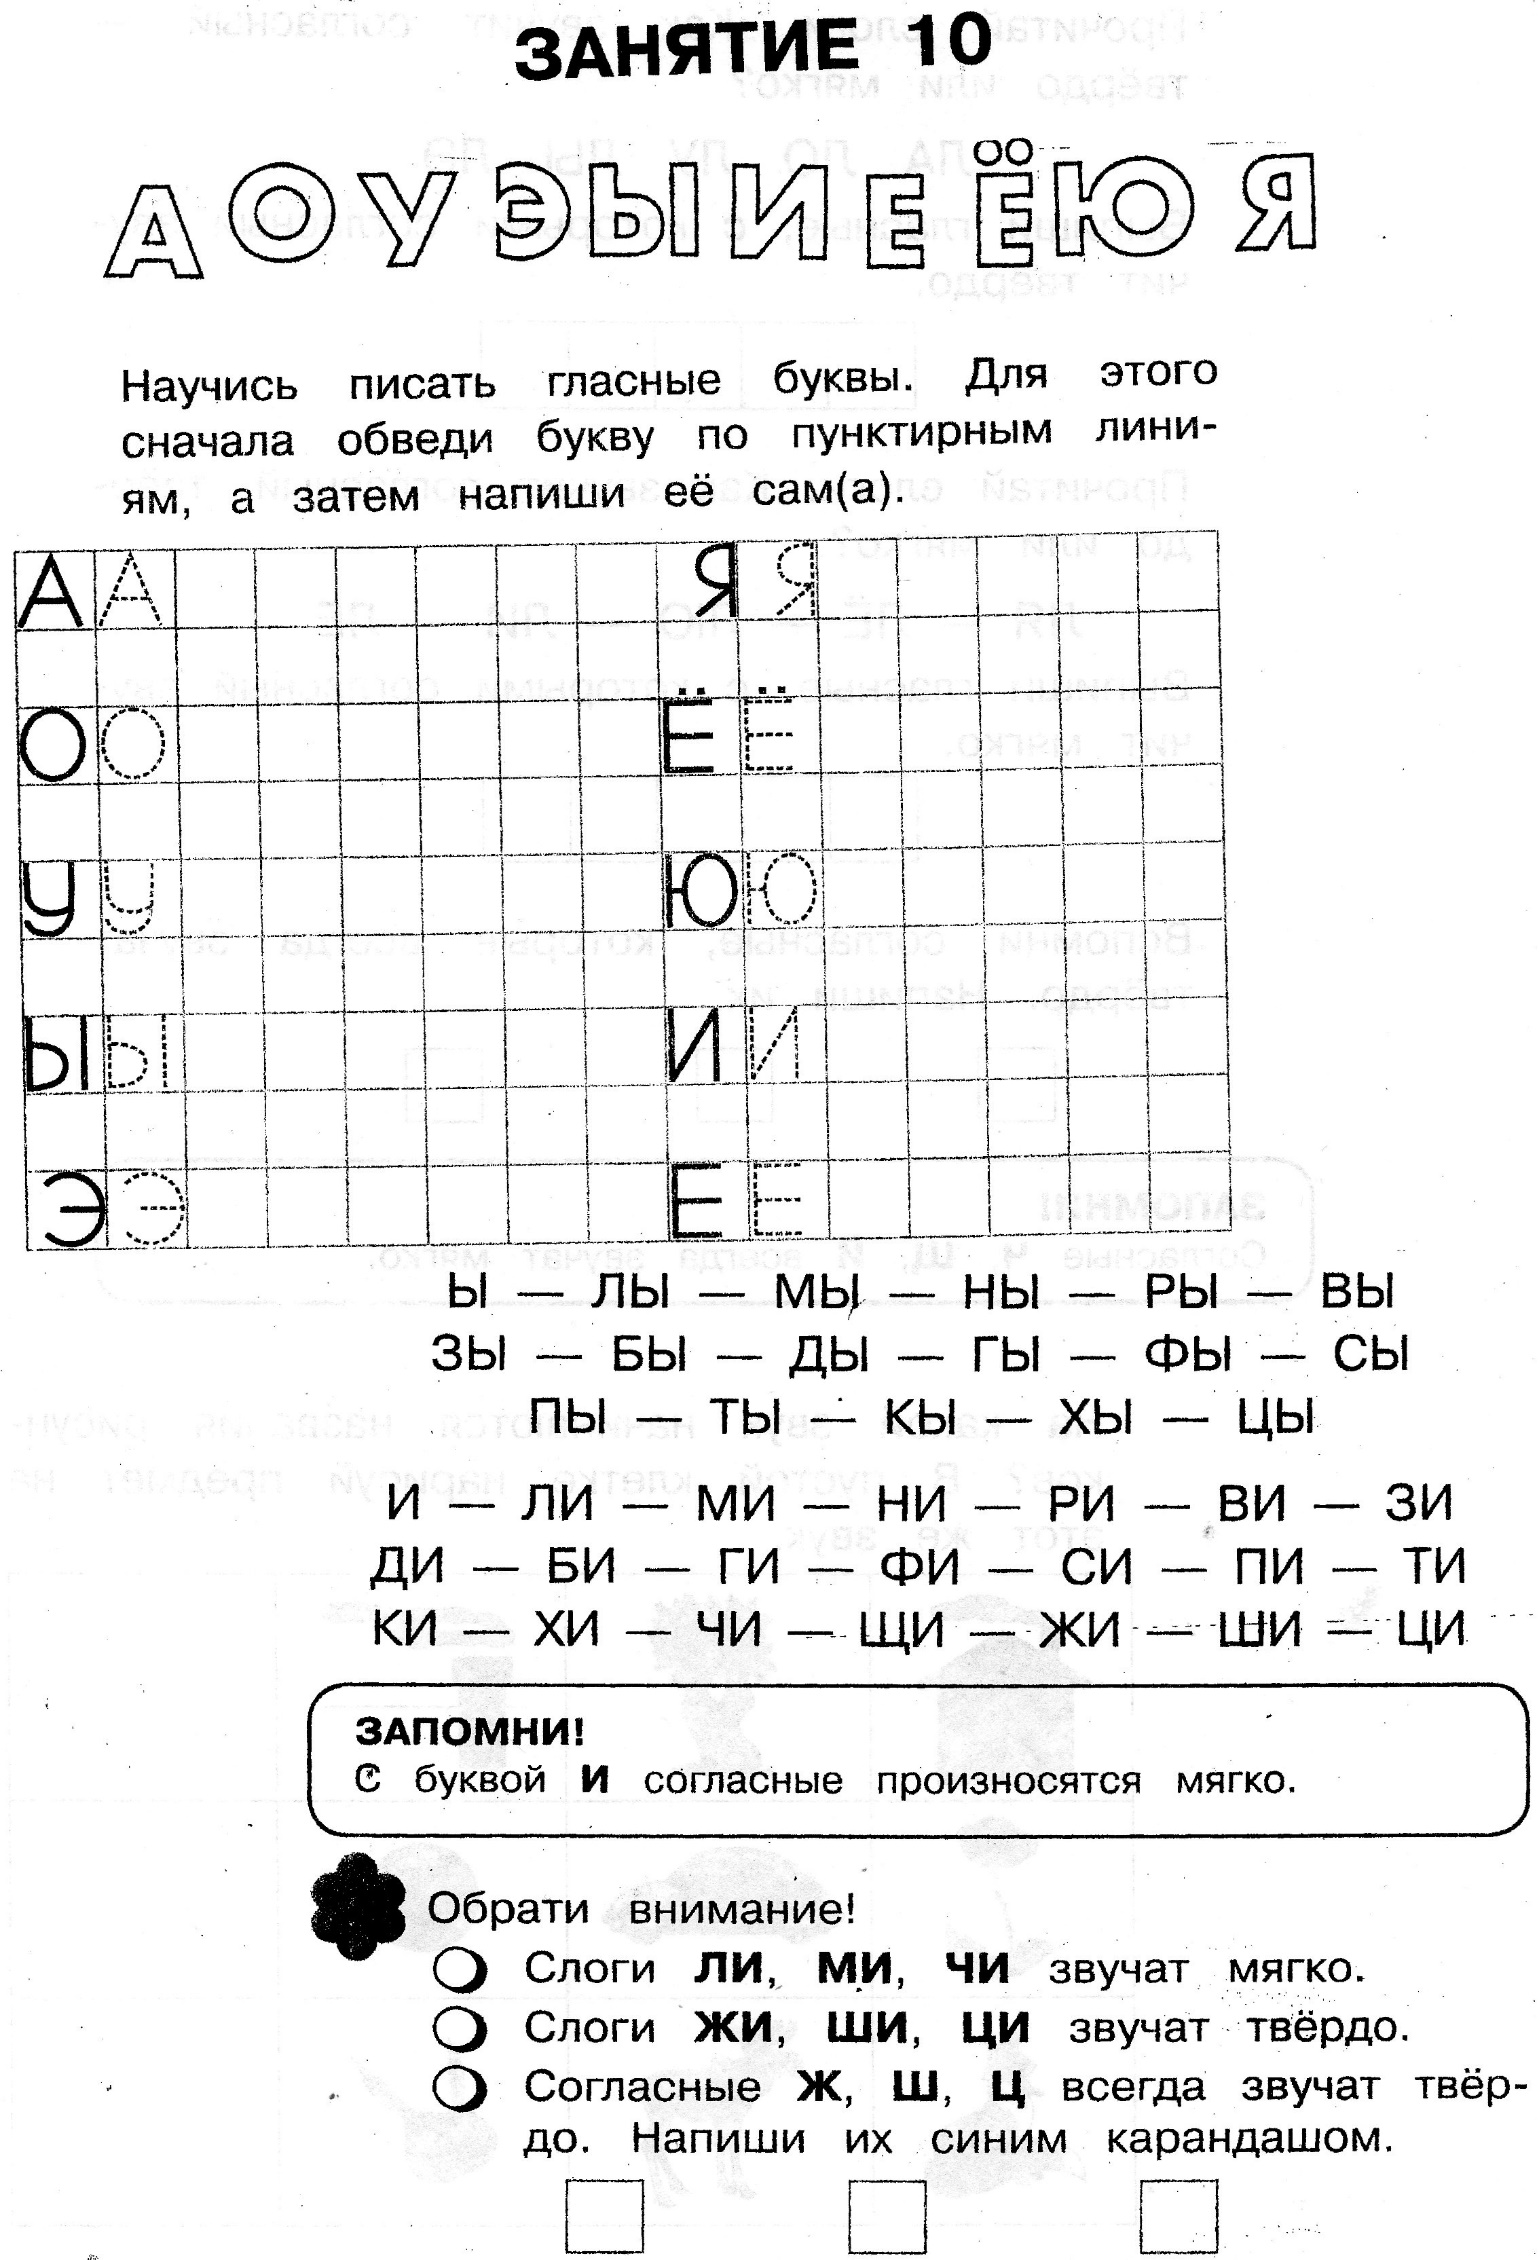 ЗАНЯТИЕ 10
А О У Э Ы И Е Ё Ю Я
Научись писать гласные буквы. Для этого
сначала обведи букву по пунктирным лини-
ям, а затем напиши её сам(а).
А А Я Я
О О Ё Ё
У У Ю Ю
Ы Ы И И
Э Э Е Е
Ы — ЛЫ — МЫ — НЫ — РЫ — ВЫ
ЗЫ — БЫ — ДЫ — ГЫ — ФЫ — СЫ
ПЫ — ТЫ — КЫ — ХЫ — ЦЫ
И — ЛИ — МИ — НИ — РИ — ВИ — ЗИ
ДИ — БИ — ГИ — ФИ — СИ — ПИ — ТИ
КИ — ХИ — ЧИ — ЩИ — ЖИ — ШИ — ЦИ
ЗАПОМНИ!
С буквой И согласные произносятся мягко.
Обрати внимание!
Слоги ЛИ, МИ, ЧИ звучат мягко.
Слоги ЖИ, ШИ, ЦИ звучат твёрдо.
Согласные Ж, Ш, Ц всегда звучат твёр-
до. Напиши их синим карандашом.